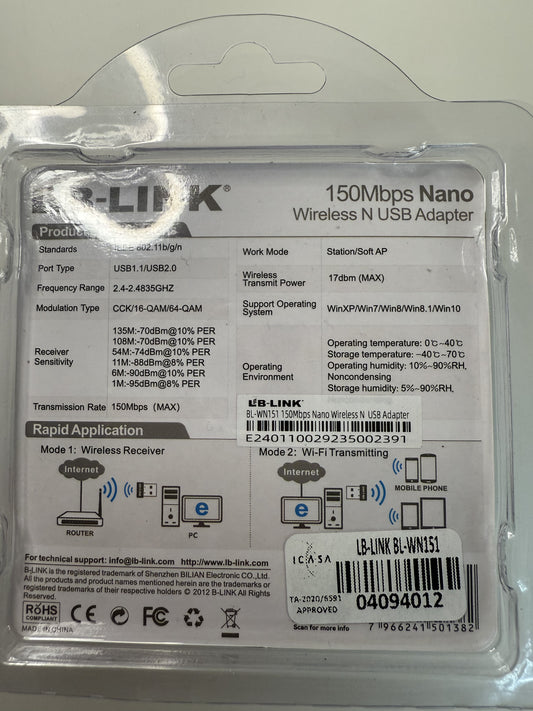 LB-LINK®
150Mbps Nano
Wireless N USB Adapter
Standards IEEE 802.11b/g/n
Port Type USB1.1/USB2.0
Frequency Range 2.4-2.4835GHZ
Modulation Type CCK/16-QAM/64-QAM
Receiver Sensitivity
135M:-70dBm@10% PER
108M:-70dBm@10% PER
54M:-74dBm@10% PER
11M:-88dBm@8% PER
6M:-90dBm@10% PER
1M:-95dBm@8% PER
Transmission Rate 150Mbps (MAX)
Work Mode Station/Soft AP
Wireless
Transmit Power 17dbm (MAX)
Support Operating
System WinXP/Win7/Win8/Win8.1/Win10
Operating
Environment
Operating temperature: 0℃~40℃
Storage temperature: −40℃~70℃
Operating humidity: 10%~90%RH,
Noncondensing
Storage humidity: 5%~90%RH,
LB-LINK®
BL-WN151 150Mbps Nano Wireless N USB Adapter
E240110029235002391
Rapid Application
Mode 1: Wireless Receiver
Internet
ROUTER
PC
Mode 2: Wi-Fi Transmitting
Internet
MOBILE PHONE
For technical support: info@lb-link.com http://www.lb-link.com
B-LINK is the registered trademark of Shenzhen BILIAN Electronic CO.,Ltd.
All the products and product names mentioned herein are the trademarks or
registered trademarks of their respective holders © 2012 B-LINK All Rights
Reserved.
RoHS
COMPLIANT
CE
FC
MADE IN CHINA
ICASA
TA-2020/6591
APPROVED
LB-LINK BL-WN151
04094012
Scan for more info
7 966241 501382